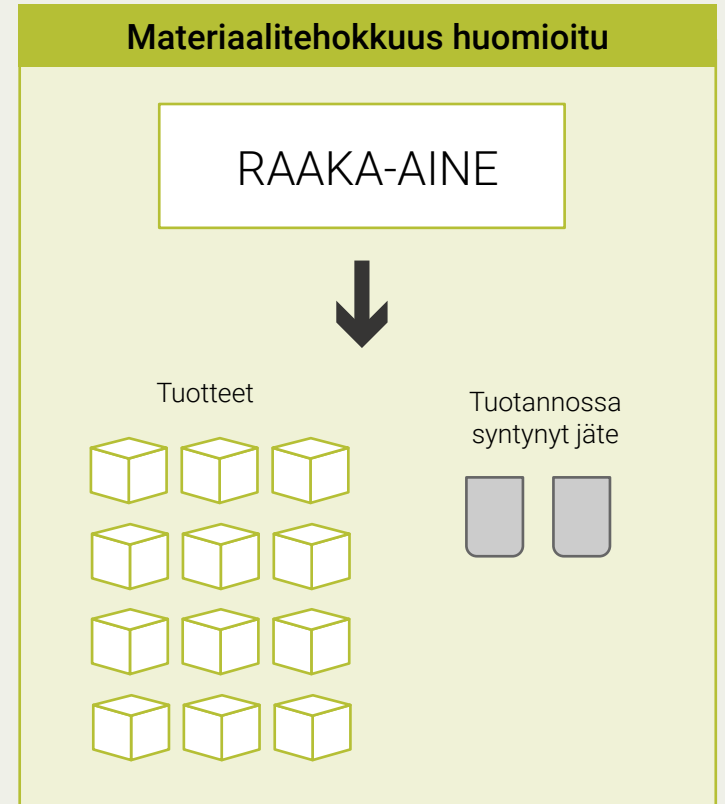 Materiaalitehokkuus huomioitu
RAAKA-AINE
Tuotteet
Tuotannossa
syntynyt jäte